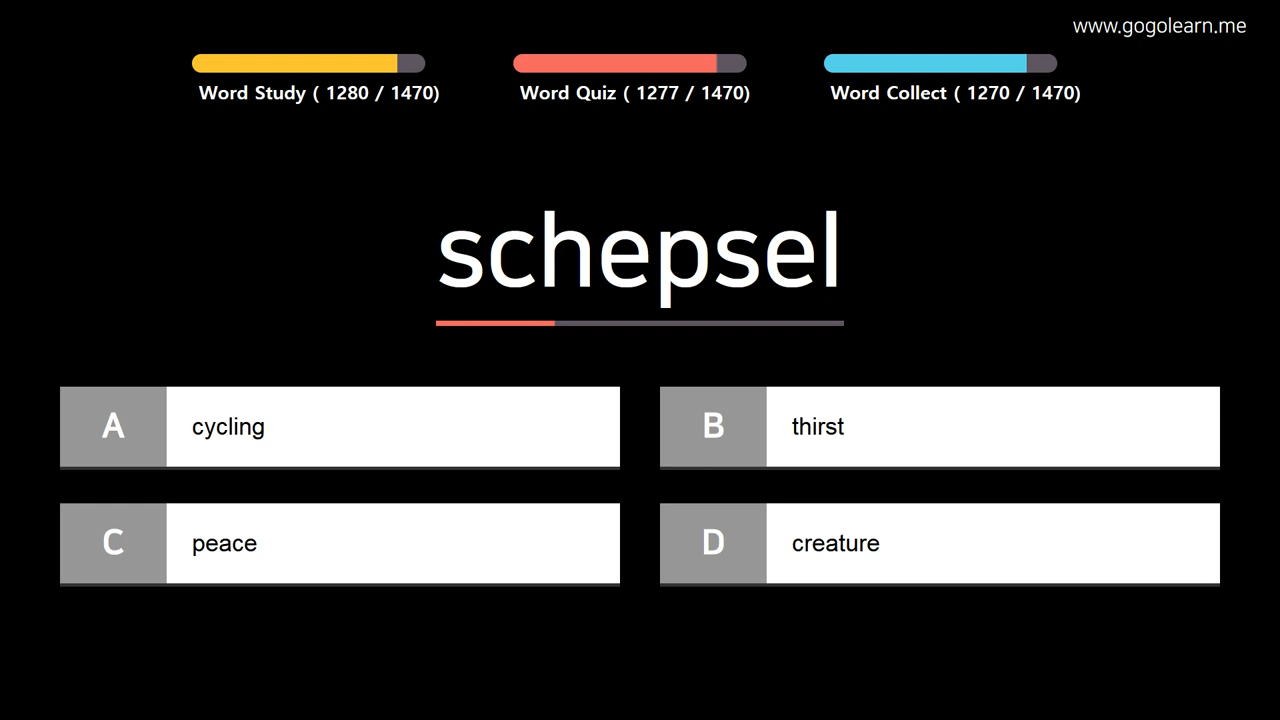 www.gogolearn.me
Word Study ( 1280 / 1470)
Word Quiz ( 1277 / 1470)
Word Collect ( 1270 / 1470)
schepsel
A cycling
B thirst
C peace
D creature